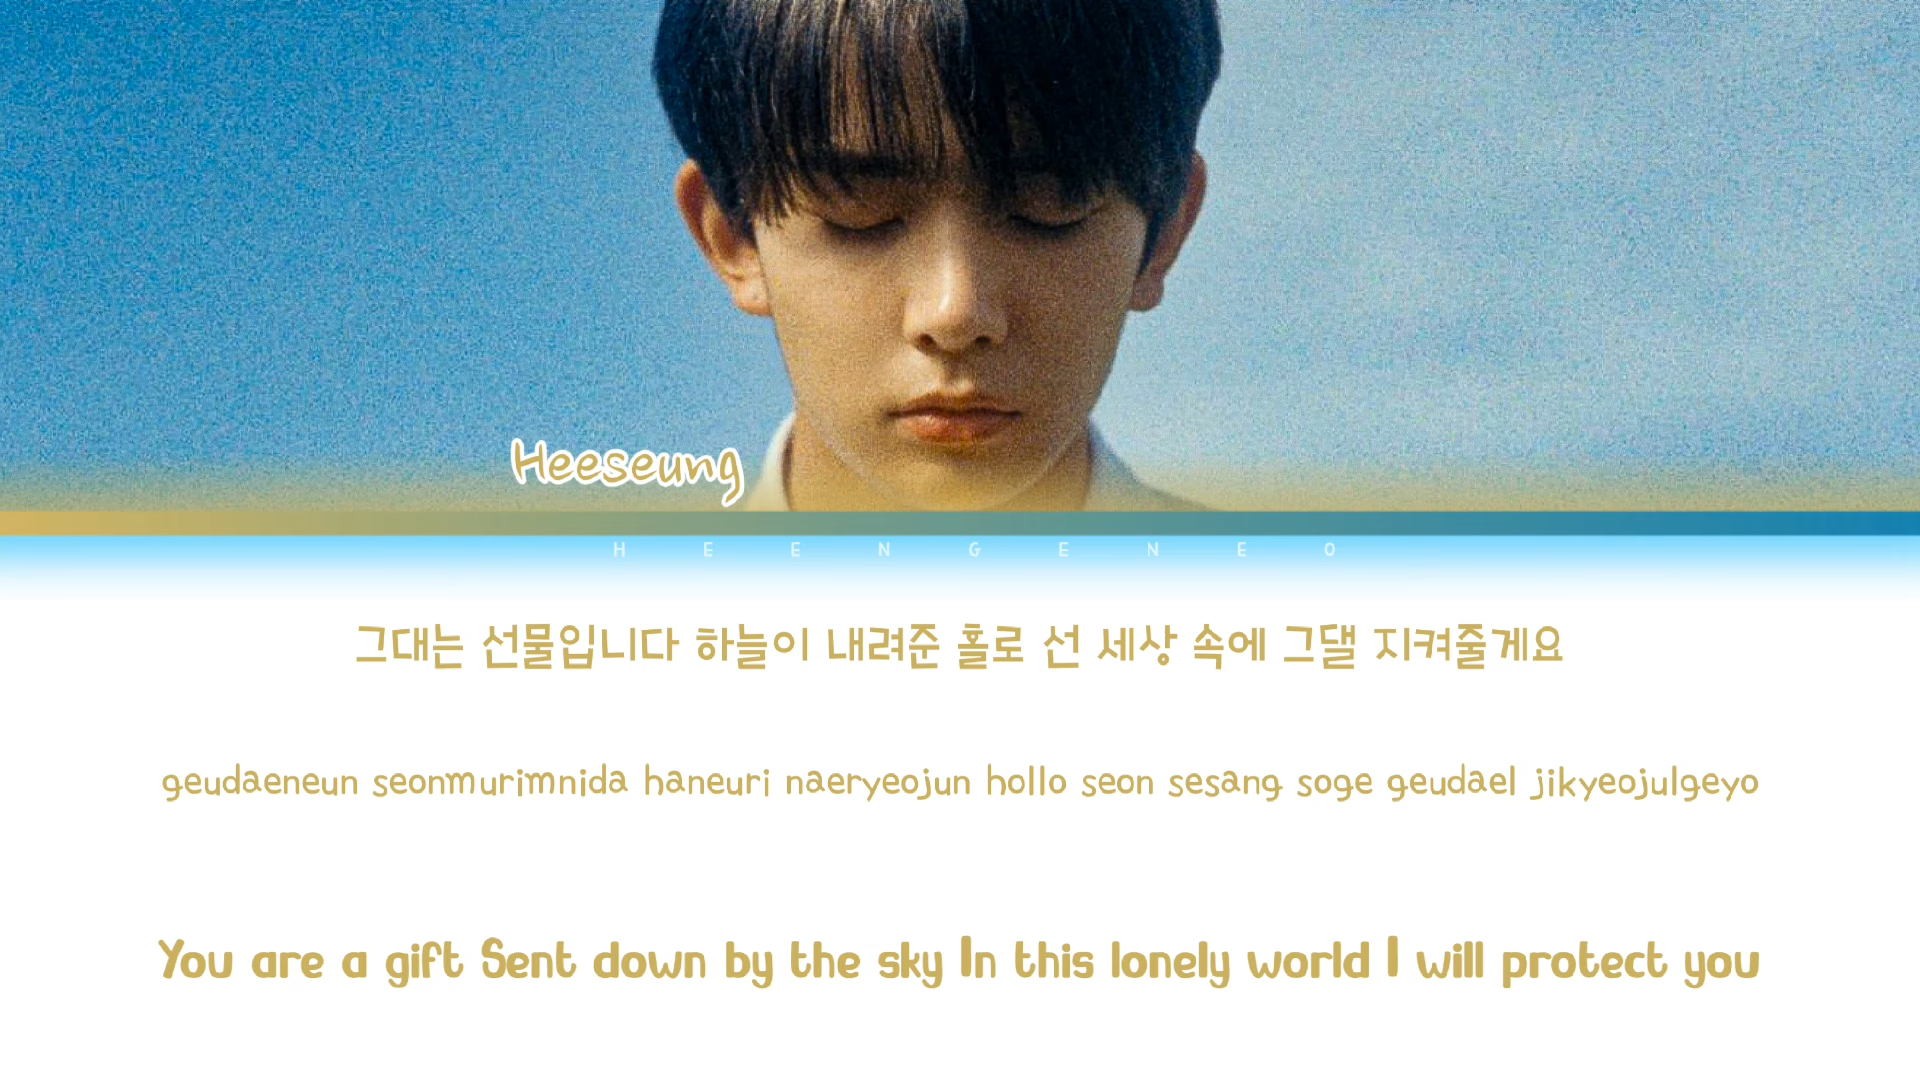 Heeseung
HEENGENEO
그대는 선물입니다 하늘이 내려준 홀로 선 세상 속에 그댈 지켜줄게요
geudaeneun seonmurimnida haneuri naeryeojun hollo seon sesang soge geudael jikyeojulgeyo
You are a gift Sent down by the sky In this lonely world I will protect you